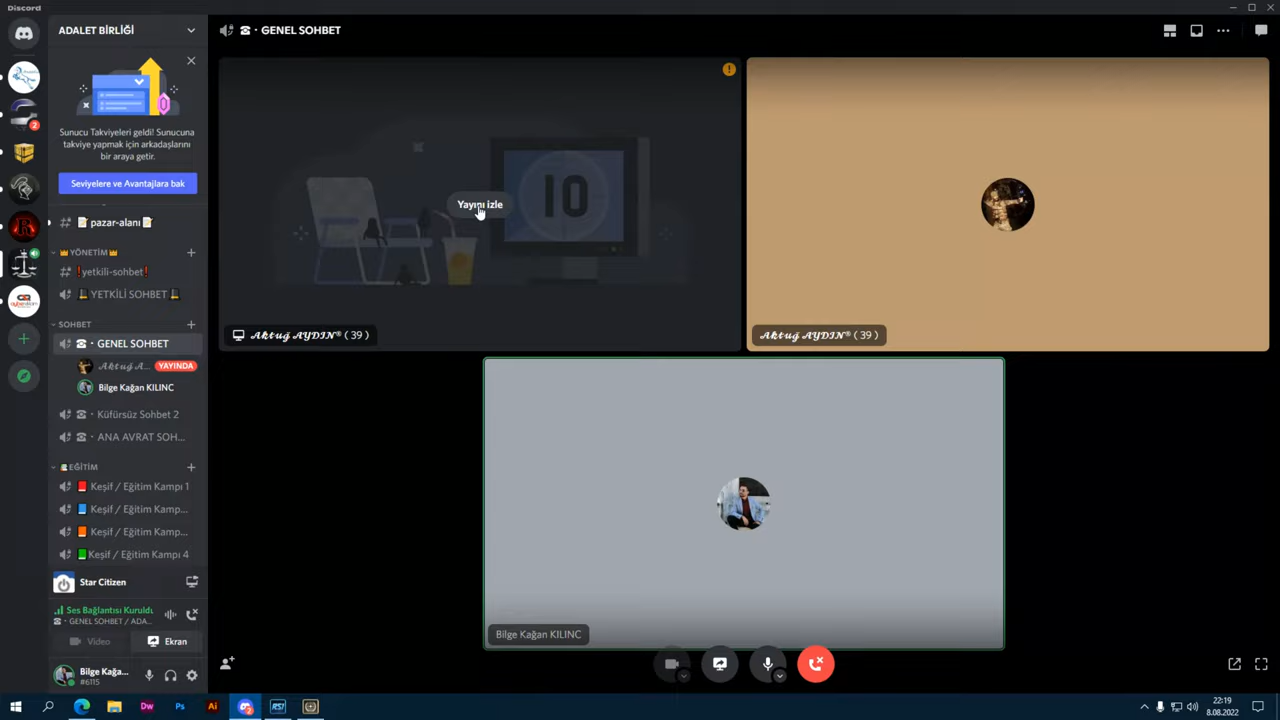 Discord
ADALET BİRLİĞİ
Sunucu Takviyeleri geldi! Sunucuna
takviye yapmak için arkadaşlarını
bir araya getir.
Seviyelere ve Avantajlara bak
pazar-alanı
YÖNETİM
yetkili-sohbet
YETKİLİ SOHBET
SOHBET
GENEL SOHBET
Aktuğ A... YAYINDA
Bilge Kağan KILINC
Küfürsüz Sohbet 2
ANA AVRAT SOH...
EĞİTİM
Keşif / Eğitim Kampı 1
Keşif / Eğitim Kamp...
Keşif / Eğitim Kamp...
Keşif / Eğitim Kampı 4
Star Citizen
Ses Bağlantısı Kuruldu
GENEL SOHBET / ADA...
Video
Ekran
Bilge Kağa...
#6115
GENEL SOHBET
10
Yayını izle
Aktuğ AYDIN® ( 39 )
Aktuğ AYDIN® ( 39 )
Bilge Kağan KILINC
2
Dw
Ps
Ai
RSI
22:19
8.08.2022